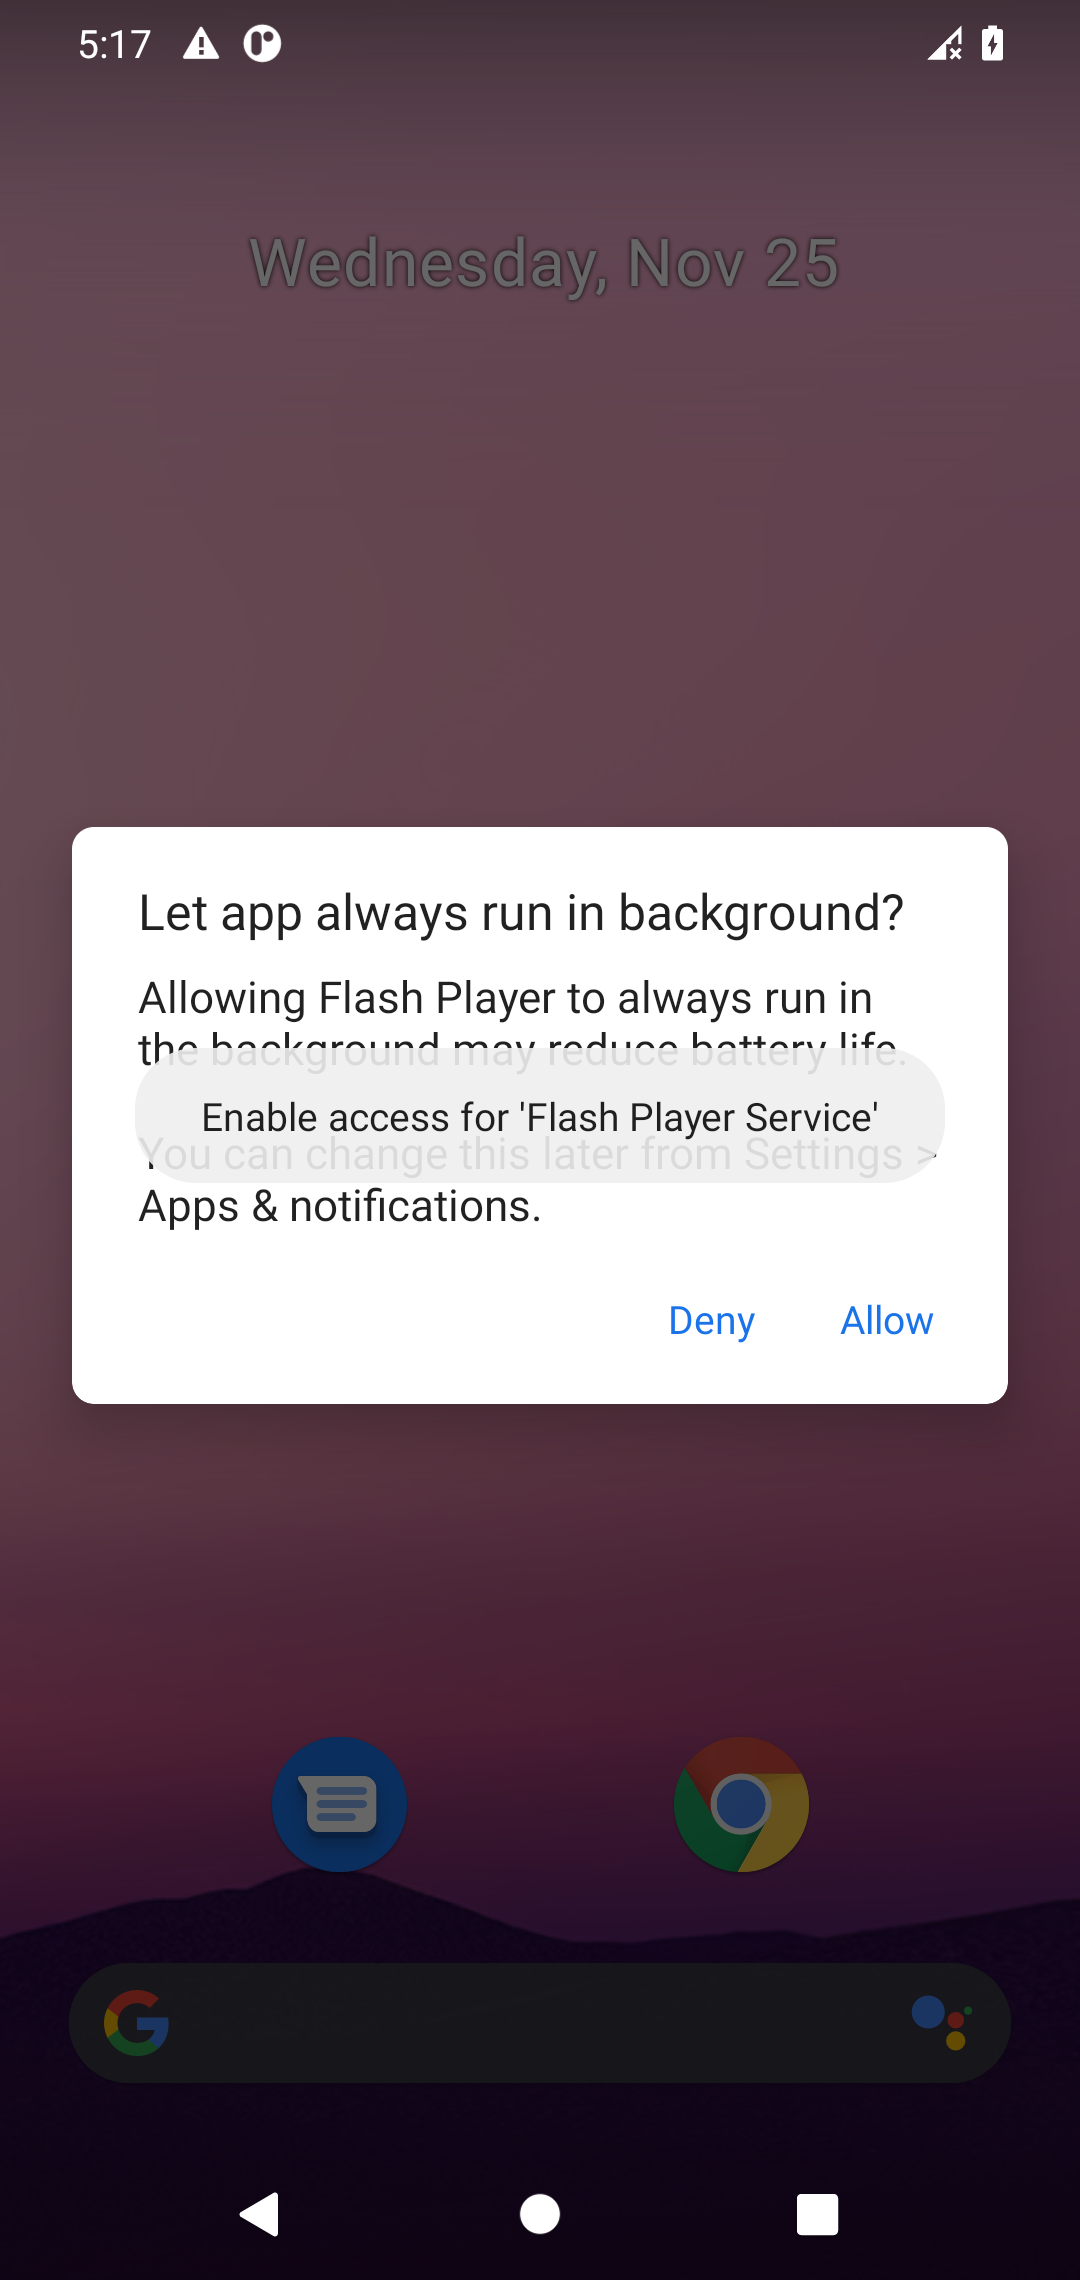 5:17
Wednesday, Nov 25
Let app always run in background?
Allowing Flash Player to always run in
the background may reduce battery life.
Enable access for 'Flash Player Service'
You can change this later from Settings >
Apps & notifications.
Deny Allow